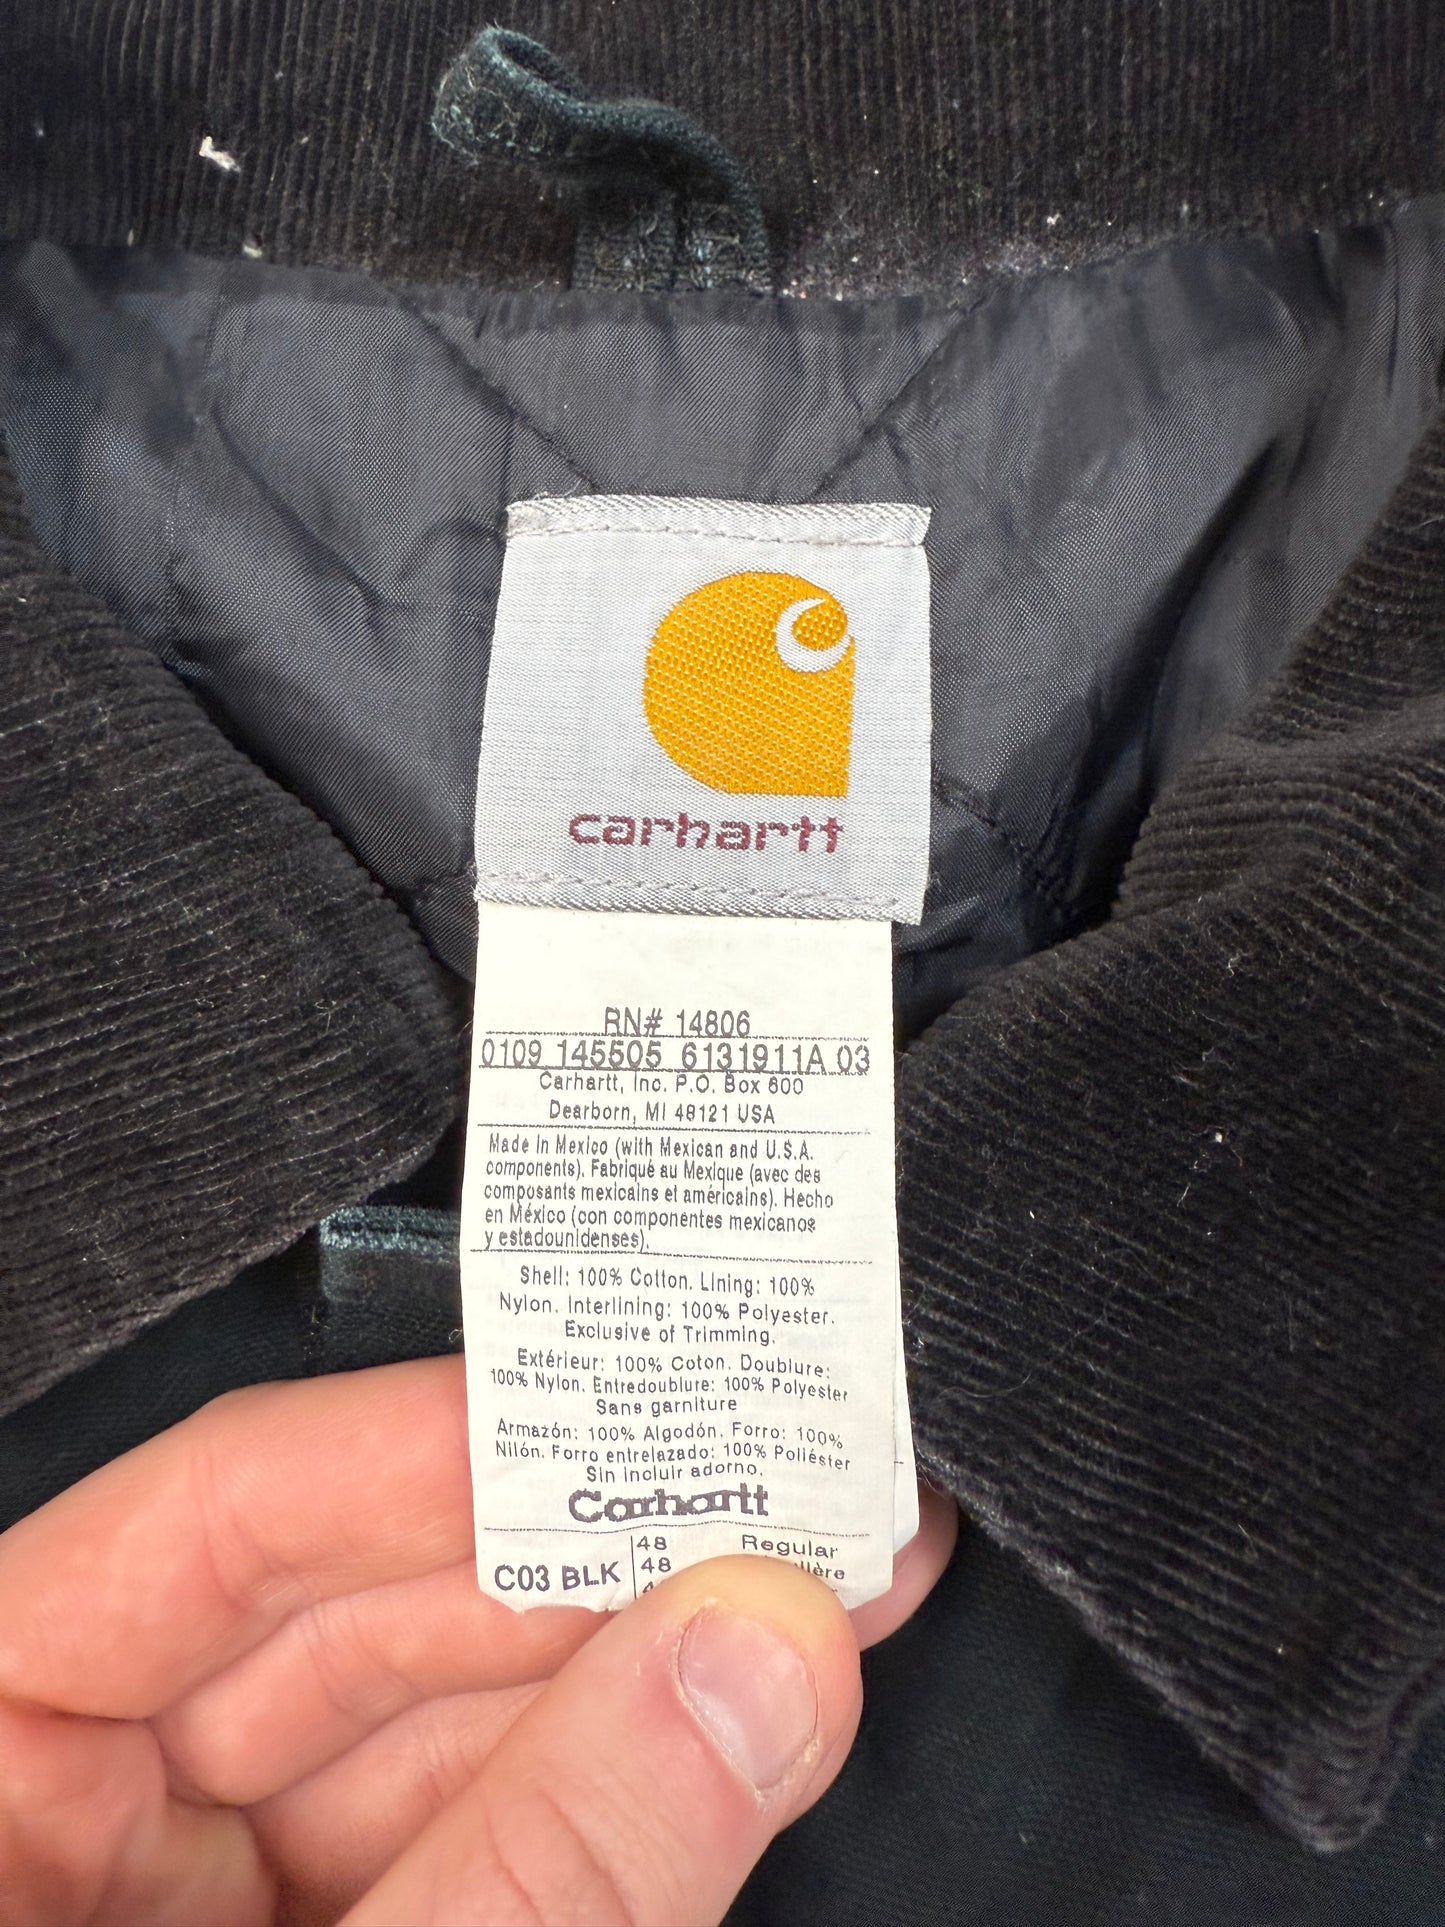 carhartt
RN# 14806
0109 145505 6131911A 03
Carhartt, Inc. P.O. Box 600
Dearborn, MI 48121 USA
Made In Mexico (with Mexican and U.S.A.
components). Fabriqué au Mexique (avec des
composants mexicains et américains). Hecho
en México (con componentes mexicanos
y estadounidenses).
Shell: 100% Cotton. Lining: 100%
Nylon. Interlining: 100% Polyester.
Exclusive of Trimming.
Extérieur: 100% Coton. Doublure:
100% Nylon. Entredoublure: 100% Polyester
Sans garniture
Armazón: 100% Algodón. Forro: 100%
Nilón. Forro entrelazado: 100% Poliéster
Sin incluir adorno.
Carhartt
48 Regular
C03 BLK 48